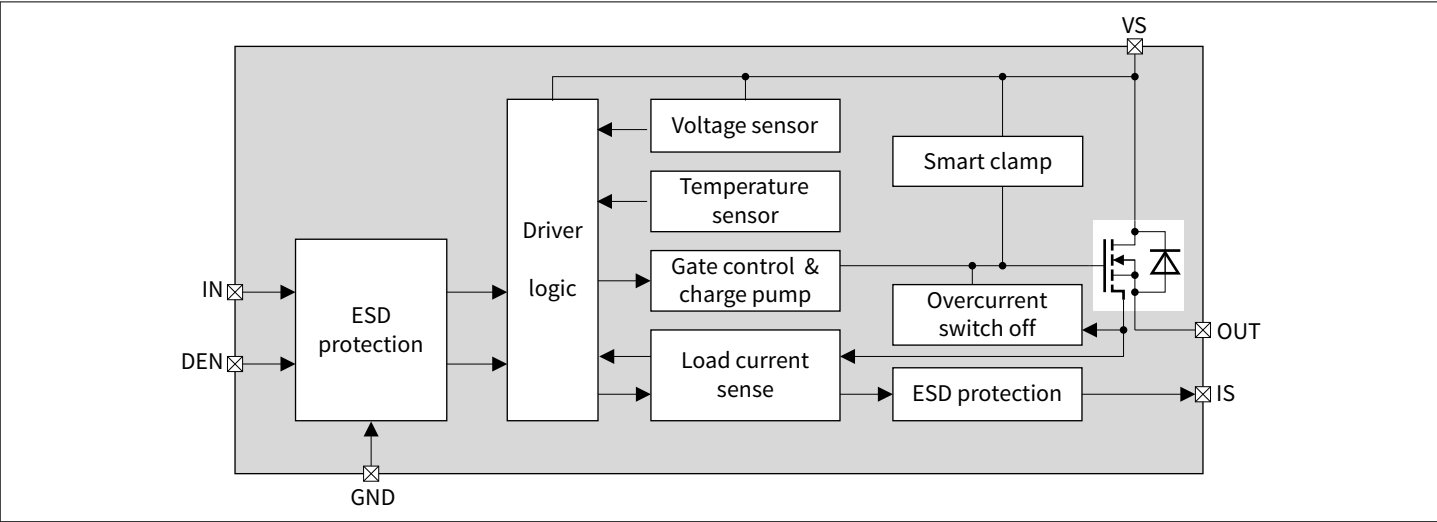 VS
Voltage sensor
Smart clamp
Temperature
sensor
Driver
logic
Gate control &
charge pump
IN
ESD
protection
Overcurrent
switch off
OUT
DEN
Load current
sense
ESD protection
IS
GND